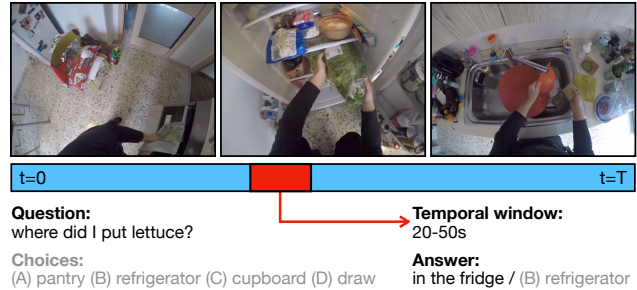 t=0
t=T
Question:
where did I put lettuce?
Choices:
(A) pantry (B) refrigerator (C) cupboard (D) draw
Temporal window:
20-50s
Answer:
in the fridge / (B) refrigerator